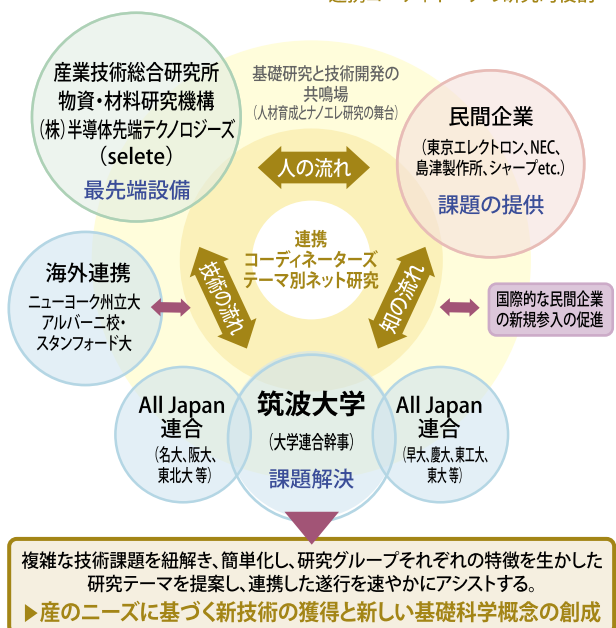 産業技術総合研究所
物資・材料研究機構
(株)半導体先端テクノロジーズ
(selete)
最先端設備
基礎研究と技術開発の
共鳴場
(人材育成とナノエレ研究の舞台)
民間企業
(東京エレクトロン、NEC、
島津製作所、シャープetc.)
課題の提供
人の流れ
連携
コーディネーターズ
テーマ別ネット研究
技術の流れ
知の流れ
海外連携
ニューヨーク州立大
アルバーニ校・
スタンフォード大
国際的な民間企業
の新規参入の促進
All Japan
連合
(名大、阪大、
東北大 等)
筑波大学
(大学連合幹事)
課題解決
All Japan
連合
(早大、慶大、東工大、
東大 等)
複雑な技術課題を紐解き、簡単化し、研究グループそれぞれの特徴を生かした
研究テーマを提案し、連携した遂行を速やかにアシストする。
▶産のニーズに基づく新技術の獲得と新しい基礎科学概念の創成